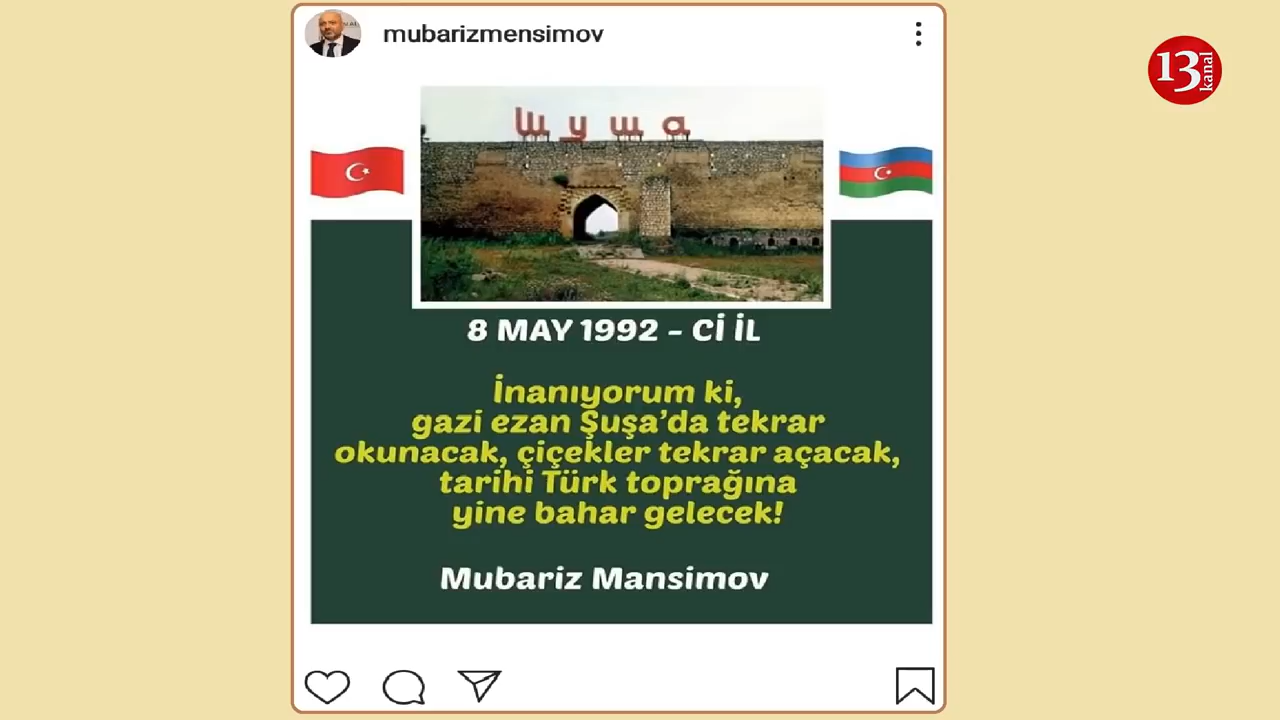 mubarizmensimov
13 kanal
Шуша
8 MAY 1992 - Cİ İL
İnanıyorum ki,
gazi ezan Şuşa'da tekrar
okunacak, çiçekler tekrar açacak,
tarihi Türk toprağına
yine bahar gelecek!
Mubariz Mansimov